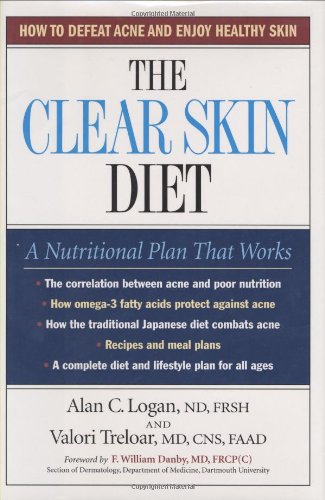 HOW TO DEFEAT ACNE AND ENJOY HEALTHY SKIN
THE
CLEAR SKIN
DIET
A Nutritional Plan That Works
• The correlation between acne and poor nutrition
• How omega-3 fatty acids protect against acne
• How the traditional Japanese diet combats acne
• Recipes and meal plans
• A complete diet and lifestyle plan for all ages
Alan C. Logan, ND, FRSH
AND
Valori Treloar, MD, CNS, FAAD
Foreword by F. William Danby, MD, FRCP(C)
Section of Dermatology, Department of Medicine, Dartmouth University